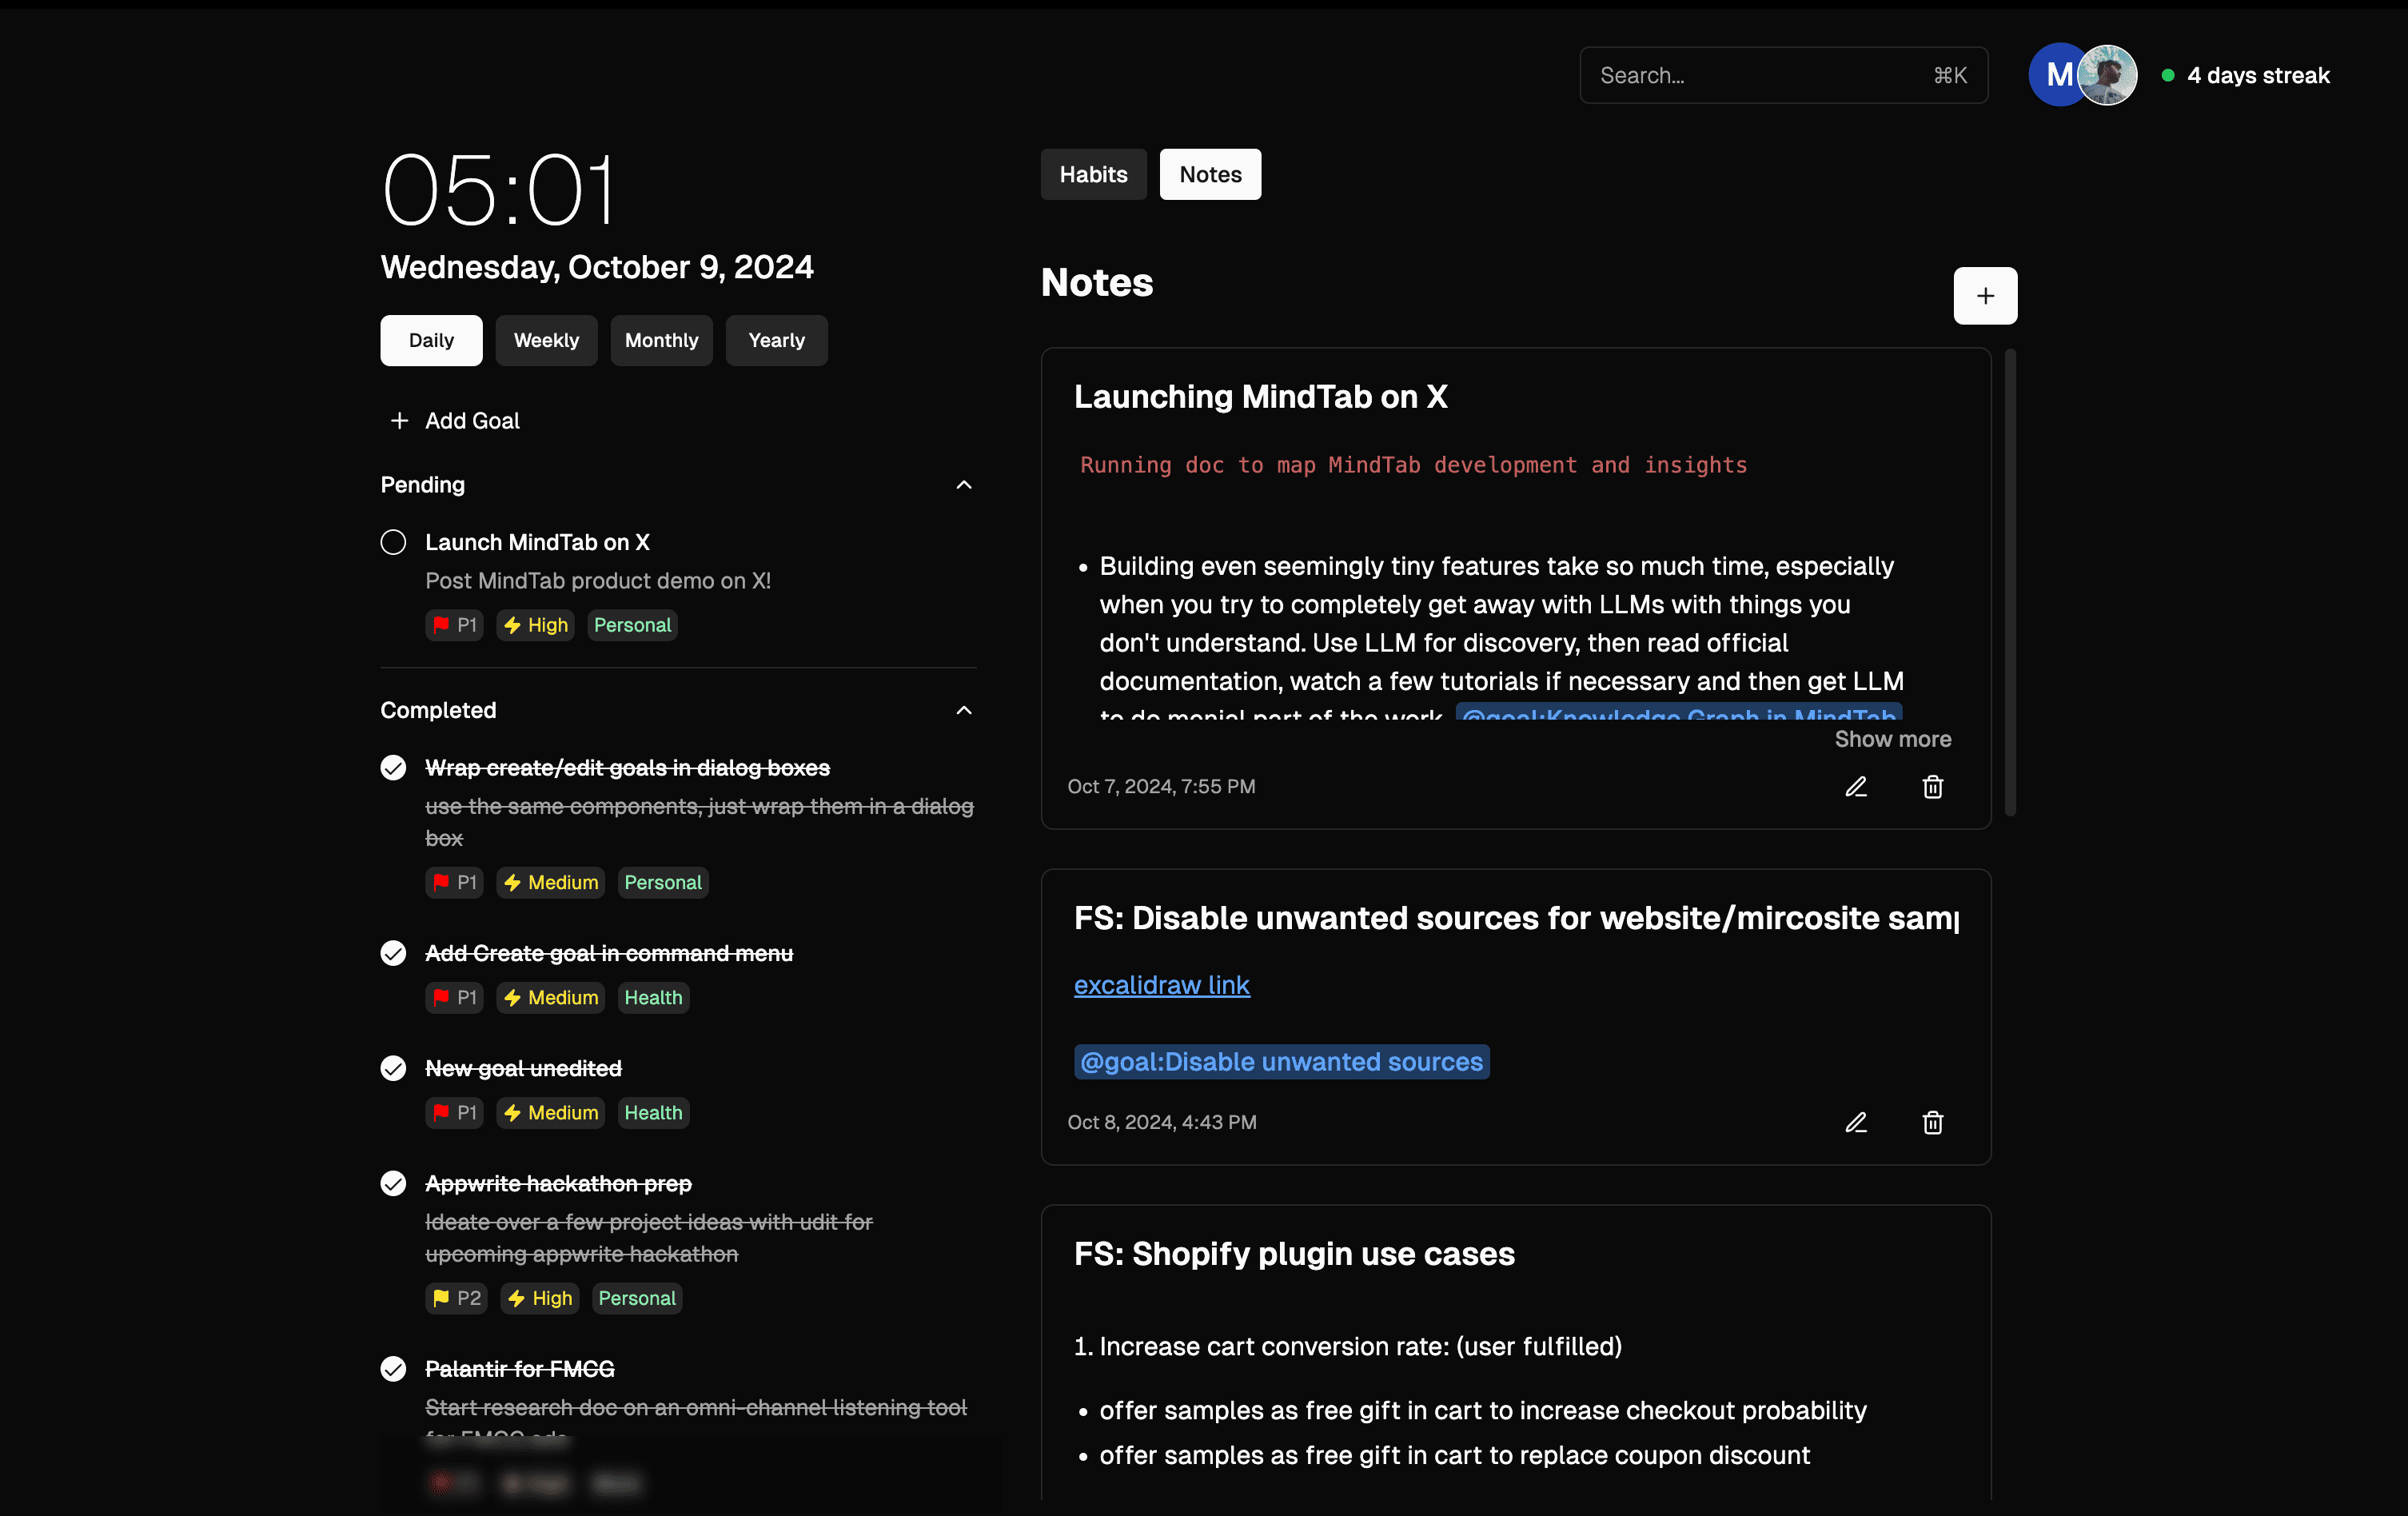 Search...
⌘K
M
4 days streak
05:01
Wednesday, October 9, 2024
Daily
Weekly
Monthly
Yearly
Add Goal
Pending
Launch MindTab on X
Post MindTab product demo on X!
P1
High
Personal
Completed
Wrap create/edit goals in dialog boxes
use the same components, just wrap them in a dialog
box
P1
Medium
Personal
Add Create goal in command menu
P1
Medium
Health
New goal unedited
P1
Medium
Health
Appwrite hackathon prep
Ideate over a few project ideas with udit for
upcoming appwrite hackathon
P2
High
Personal
Palantir for FMCG
Start research doc on an omni-channel listening tool
for FMCG ads
Habits
Notes
Notes
Launching MindTab on X
Running doc to map MindTab development and insights
• Building even seemingly tiny features take so much time, especially
when you try to completely get away with LLMs with things you
don't understand. Use LLM for discovery, then read official
documentation, watch a few tutorials if necessary and then get LLM
to do menial part of the work. @goal:Knowledge Graph in MindTab
Show more
Oct 7, 2024, 7:55 PM
FS: Disable unwanted sources for website/mircosite samp
excalidraw link
@goal:Disable unwanted sources
Oct 8, 2024, 4:43 PM
FS: Shopify plugin use cases
1. Increase cart conversion rate: (user fulfilled)
• offer samples as free gift in cart to increase checkout probability
• offer samples as free gift in cart to replace coupon discount